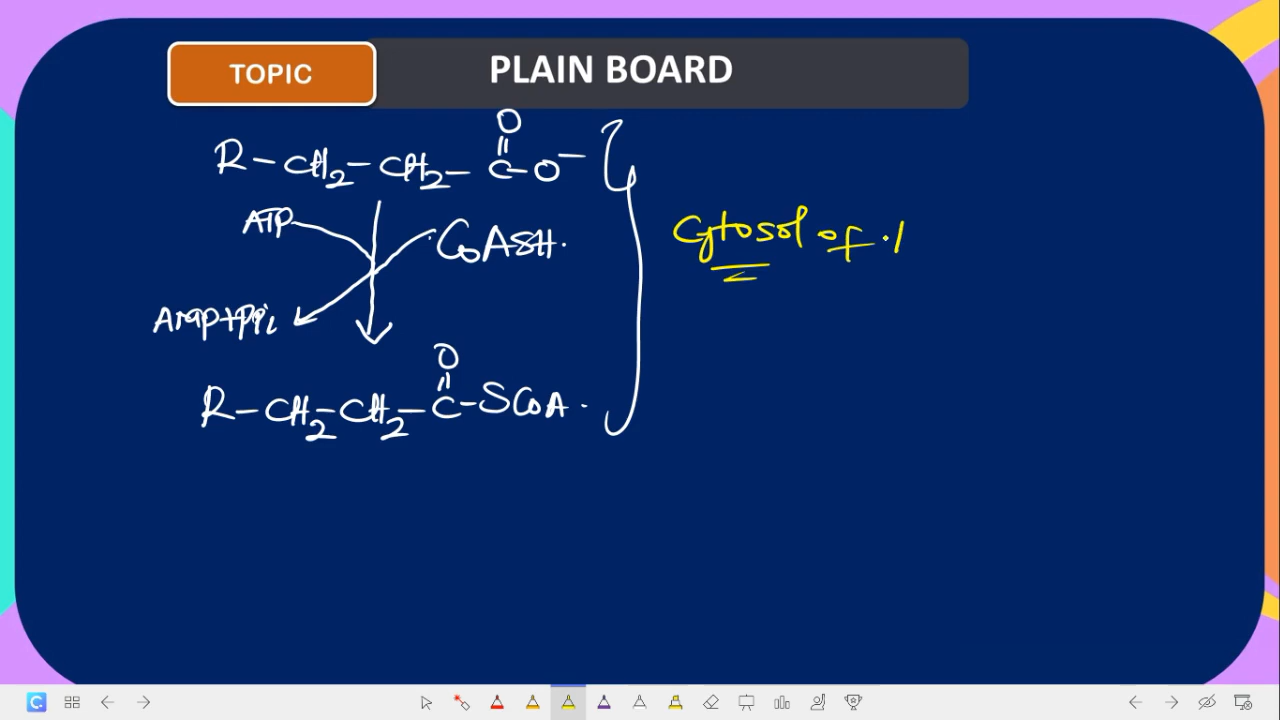 TOPIC
PLAIN BOARD
O
R-CH2-CH2-C-O-
ATP
CoASH.
Amp+PPi
O
R-CH2-CH2-C-SCoA.
Cytosol of